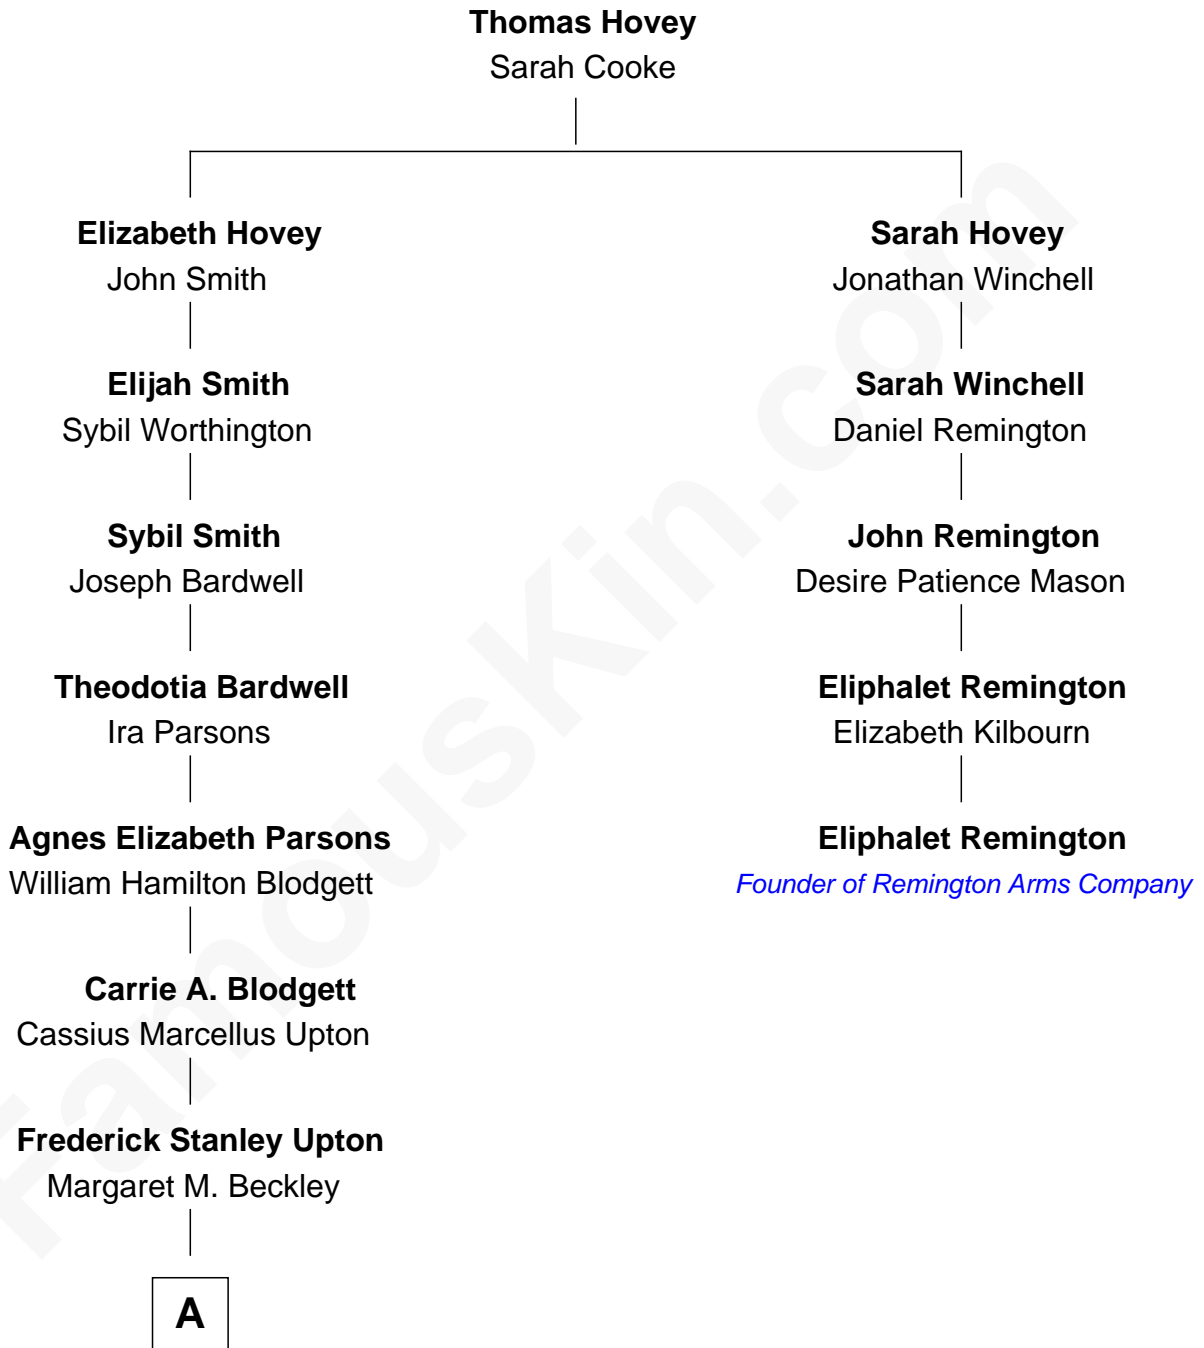 Thomas Hovey
Sarah Cooke
Elizabeth Hovey
John Smith
Sarah Hovey
Jonathan Winchell
Elijah Smith
Sybil Worthington
Sarah Winchell
Daniel Remington
Sybil Smith
Joseph Bardwell
John Remington
Desire Patience Mason
Theodotia Bardwell
Ira Parsons
Eliphalet Remington
Elizabeth Kilbourn
Agnes Elizabeth Parsons
William Hamilton Blodgett
Eliphalet Remington
Founder of Remington Arms Company
Carrie A. Blodgett
Cassius Marcellus Upton
Frederick Stanley Upton
Margaret M. Beckley
A
FamousKin.com